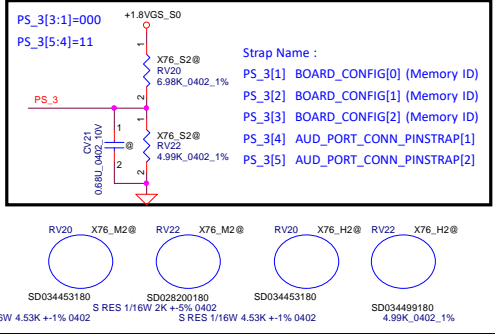 PS_3[3:1]=000
PS_3[5:4]=11
+1.8VGS_S0
1
X76_S2@
RV20
6.98K_0402_1%
2
PS_3
1
CV21
0.68U_0402_10V
@
2
1
X76_S2@
RV22
4.99K_0402_1%
2
Strap Name :
PS_3[1] BOARD_CONFIG[0] (Memory ID)
PS_3[2] BOARD_CONFIG[1] (Memory ID)
PS_3[3] BOARD_CONFIG[2] (Memory ID)
PS_3[4] AUD_PORT_CONN_PINSTRAP[1]
PS_3[5] AUD_PORT_CONN_PINSTRAP[2]
RV20 X76_M2@ RV22 X76_M2@ RV20 X76_H2@ RV22 X76_H2@
SD034453180 SD028200180 SD034453180 SD034499180
6W 4.53K +-1% 0402 S RES 1/16W 2K +-5% 0402 S RES 1/16W 4.53K +-1% 0402 4.99K_0402_1%